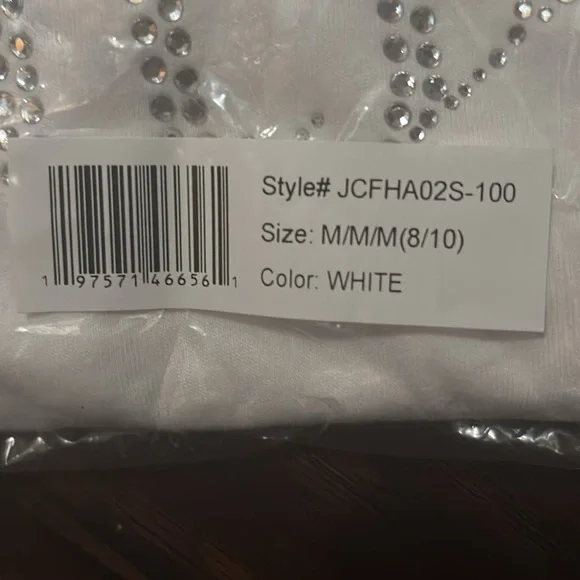 Style# JCFHA02S-100
Size: M/M/M(8/10)
Color: WHITE
1 97571 46656 1